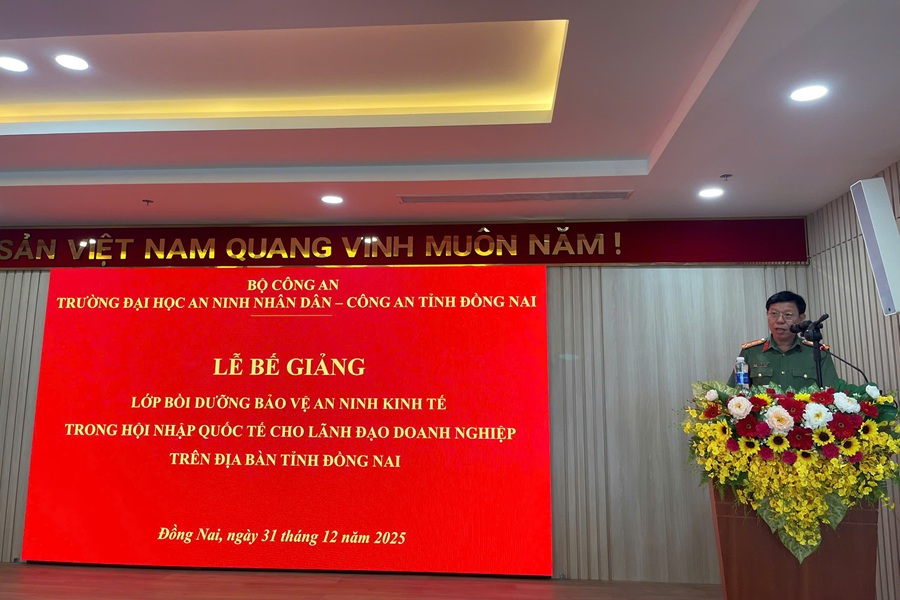 SẢN VIỆT NAM QUANG VINH MUÔN NĂM !
BỘ CÔNG AN
TRƯỜNG ĐẠI HỌC AN NINH NHÂN DÂN – CÔNG AN TỈNH ĐỒNG NAI
LỄ BẾ GIẢNG
LỚP BỒI DƯỠNG BẢO VỆ AN NINH KINH TẾ
TRONG HỘI NHẬP QUỐC TẾ CHO LÃNH ĐẠO DOANH NGHIỆP
TRÊN ĐỊA BÀN TỈNH ĐỒNG NAI
Đồng Nai, ngày 31 tháng 12 năm 2025